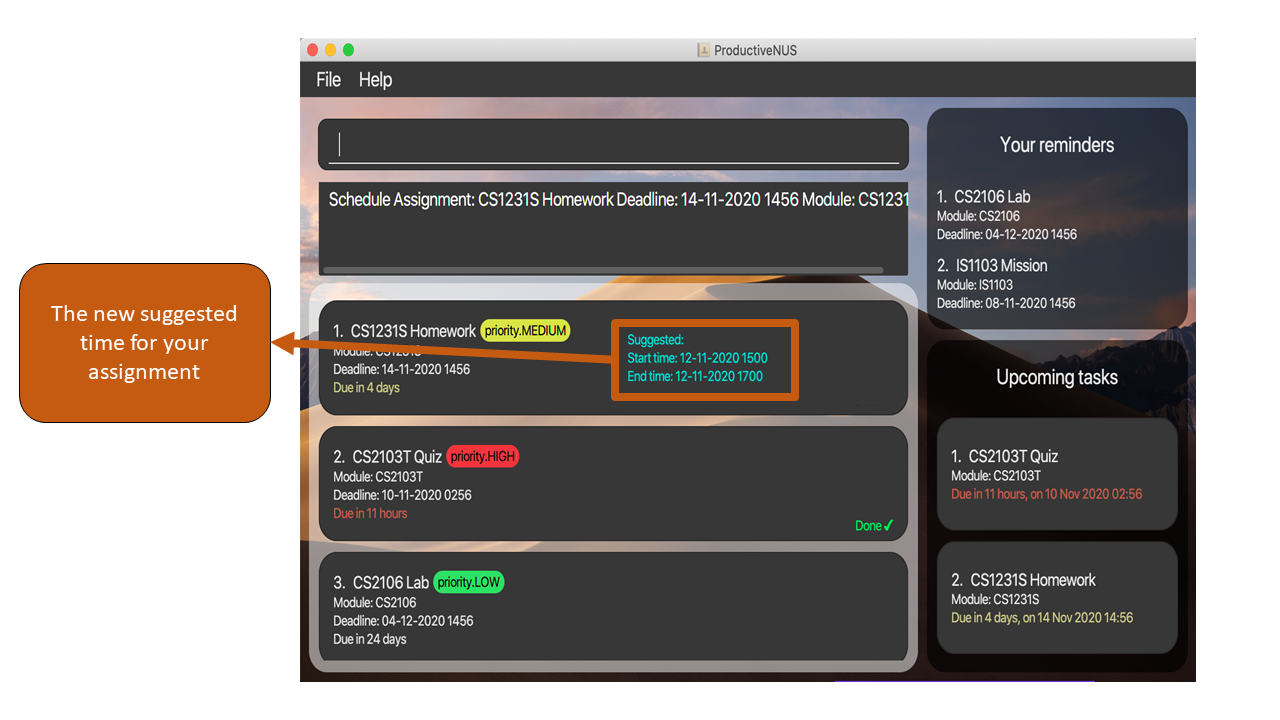 ProductiveNUS
File Help
Schedule Assignment: CS1231S Homework Deadline: 14-11-2020 1456 Module: CS1231
The new suggested
time for your
assignment
1. CS1231S Homework priority.MEDIUM
Module: CS1231S
Deadline: 14-11-2020 1456
Due in 4 days
Suggested:
Start time: 12-11-2020 1500
End time: 12-11-2020 1700
2. CS2103T Quiz priority.HIGH
Module: CS2103T
Deadline: 10-11-2020 0256
Due in 11 hours
Done ✓
3. CS2106 Lab priority.LOW
Module: CS2106
Deadline: 04-12-2020 1456
Due in 24 days
Your reminders
1. CS2106 Lab
Module: CS2106
Deadline: 04-12-2020 1456
2. IS1103 Mission
Module: IS1103
Deadline: 08-11-2020 1456
Upcoming tasks
1. CS2103T Quiz
Module: CS2103T
Due in 11 hours, on 10 Nov 2020 02:56
2. CS1231S Homework
Module: CS1231S
Due in 4 days, on 14 Nov 2020 14:56